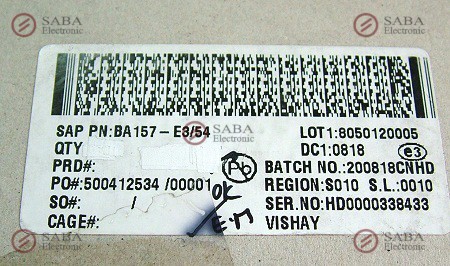 SABA
Electronic
SABA
Electronic
SAP PN:BA157-E3/54
LOT1:8050120005
QTY
DC1:0818
e3
PRD#:
Pb
BATCH NO.:200818CNHD
PO#:500412534 /00001
REGION:S010 S.L.:0010
OK
SO#: /
SER.NO:HD0000338433
CAGE#:
VISHAY
SABA
Electronic
SABA
Electronic
SABA
Electronic